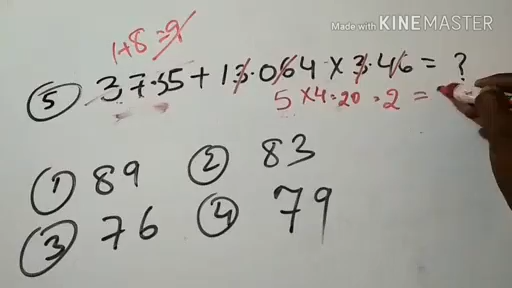 Made with KINEMASTER
1+8=9
⑤ 37.55 + 13.064 × 3.46 = ?
5 × 4 = 20 = 2 =
① 89 ② 83
③ 76 ④ 79